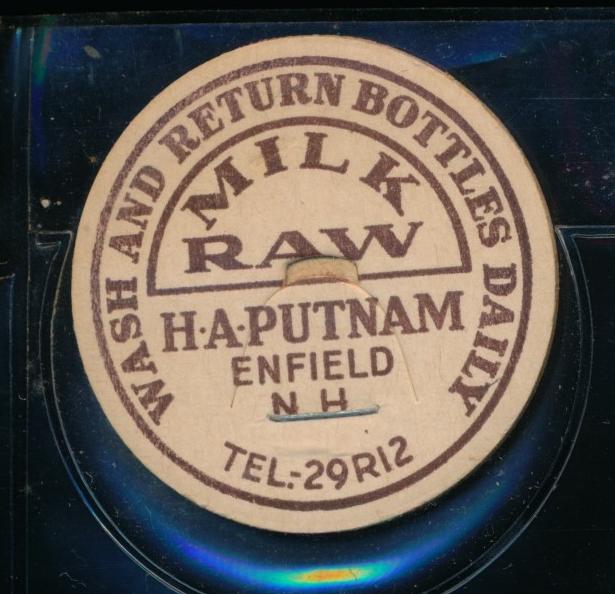 WASH AND RETURN BOTTLES DAILY
MILK
RAW
H·A·PUTNAM
ENFIELD
N H
TEL:-29R12